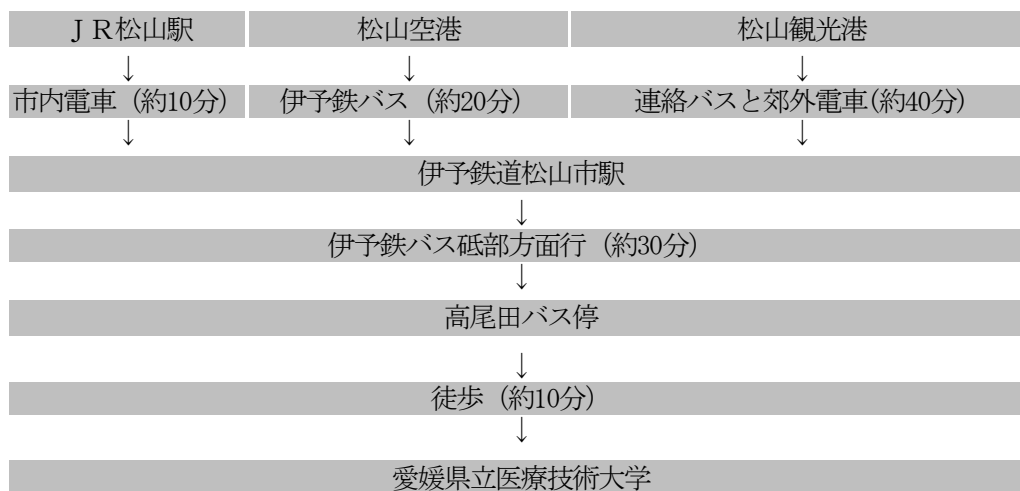 ＪＲ松山駅 松山空港 松山観光港
↓ ↓ ↓
市内電車（約10分） 伊予鉄バス（約20分） 連絡バスと郊外電車(約40分）
↓ ↓ ↓
伊予鉄道松山市駅
↓
伊予鉄バス砥部方面行（約30分）
↓
高尾田バス停
↓
徒歩（約10分）
↓
愛媛県立医療技術大学